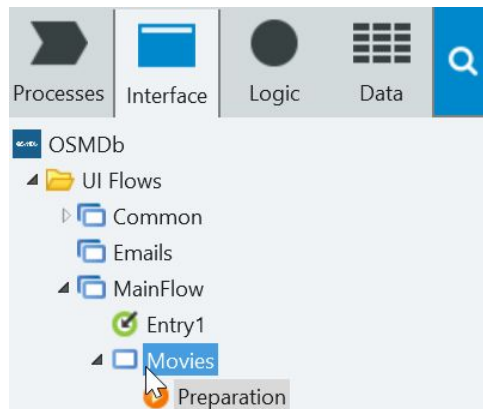 Processes Interface Logic Data
OSMDb
UI Flows
Common
Emails
MainFlow
Entry1
Movies
Preparation